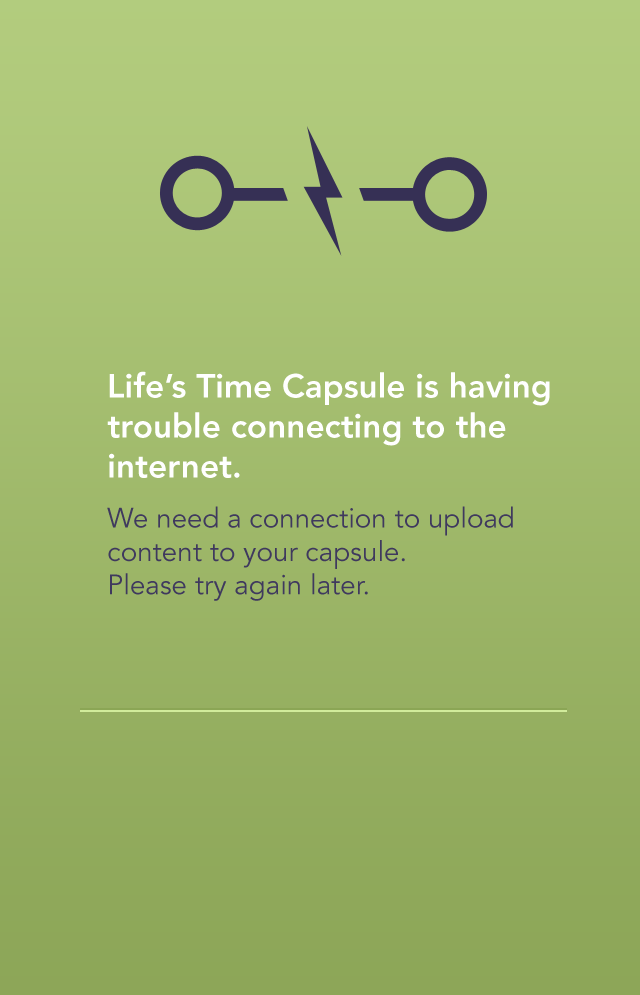 Life’s Time Capsule is having
trouble connecting to the
internet.
We need a connection to upload
content to your capsule.
Please try again later.